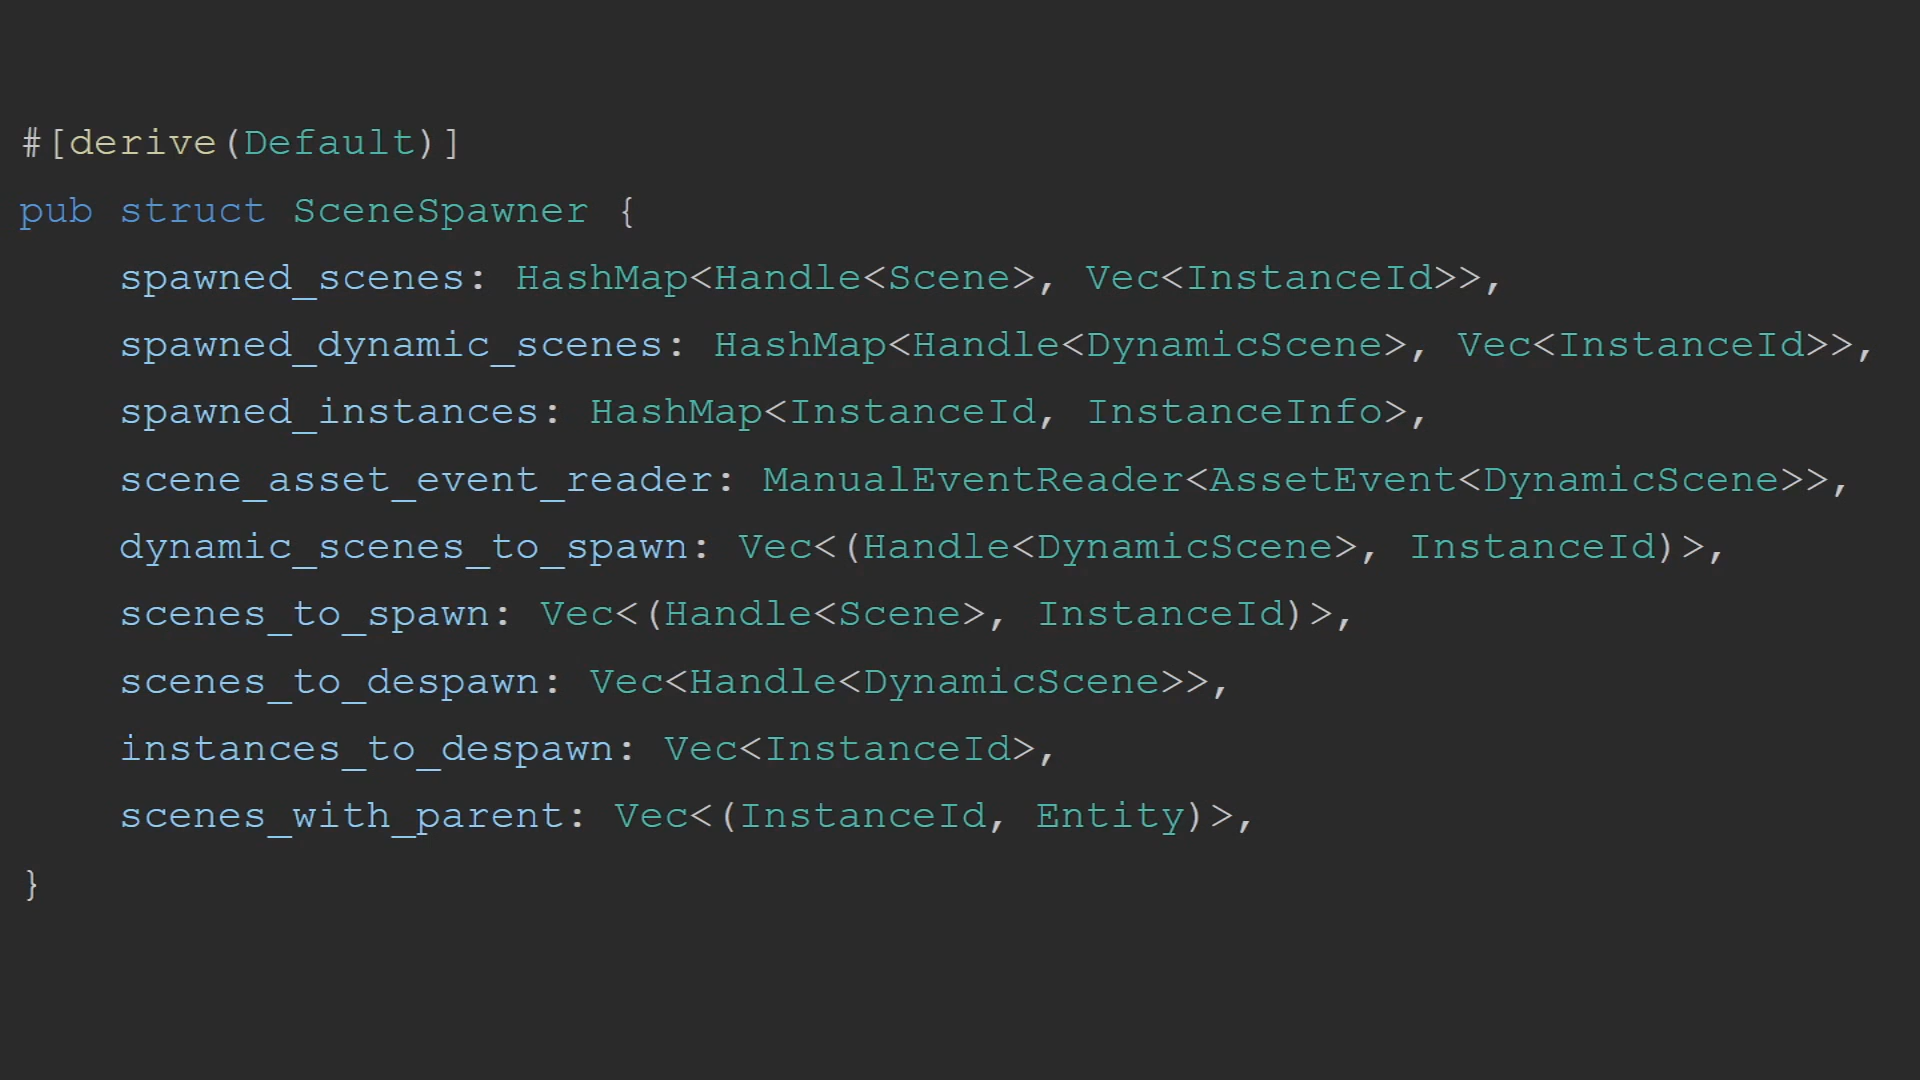 #[derive(Default)]
pub struct SceneSpawner {
    spawned_scenes: HashMap<Handle<Scene>, Vec<InstanceId>>,
    spawned_dynamic_scenes: HashMap<Handle<DynamicScene>, Vec<InstanceId>>,
    spawned_instances: HashMap<InstanceId, InstanceInfo>,
    scene_asset_event_reader: ManualEventReader<AssetEvent<DynamicScene>>,
    dynamic_scenes_to_spawn: Vec<(Handle<DynamicScene>, InstanceId)>,
    scenes_to_spawn: Vec<(Handle<Scene>, InstanceId)>,
    scenes_to_despawn: Vec<Handle<DynamicScene>>,
    instances_to_despawn: Vec<InstanceId>,
    scenes_with_parent: Vec<(InstanceId, Entity)>,
}